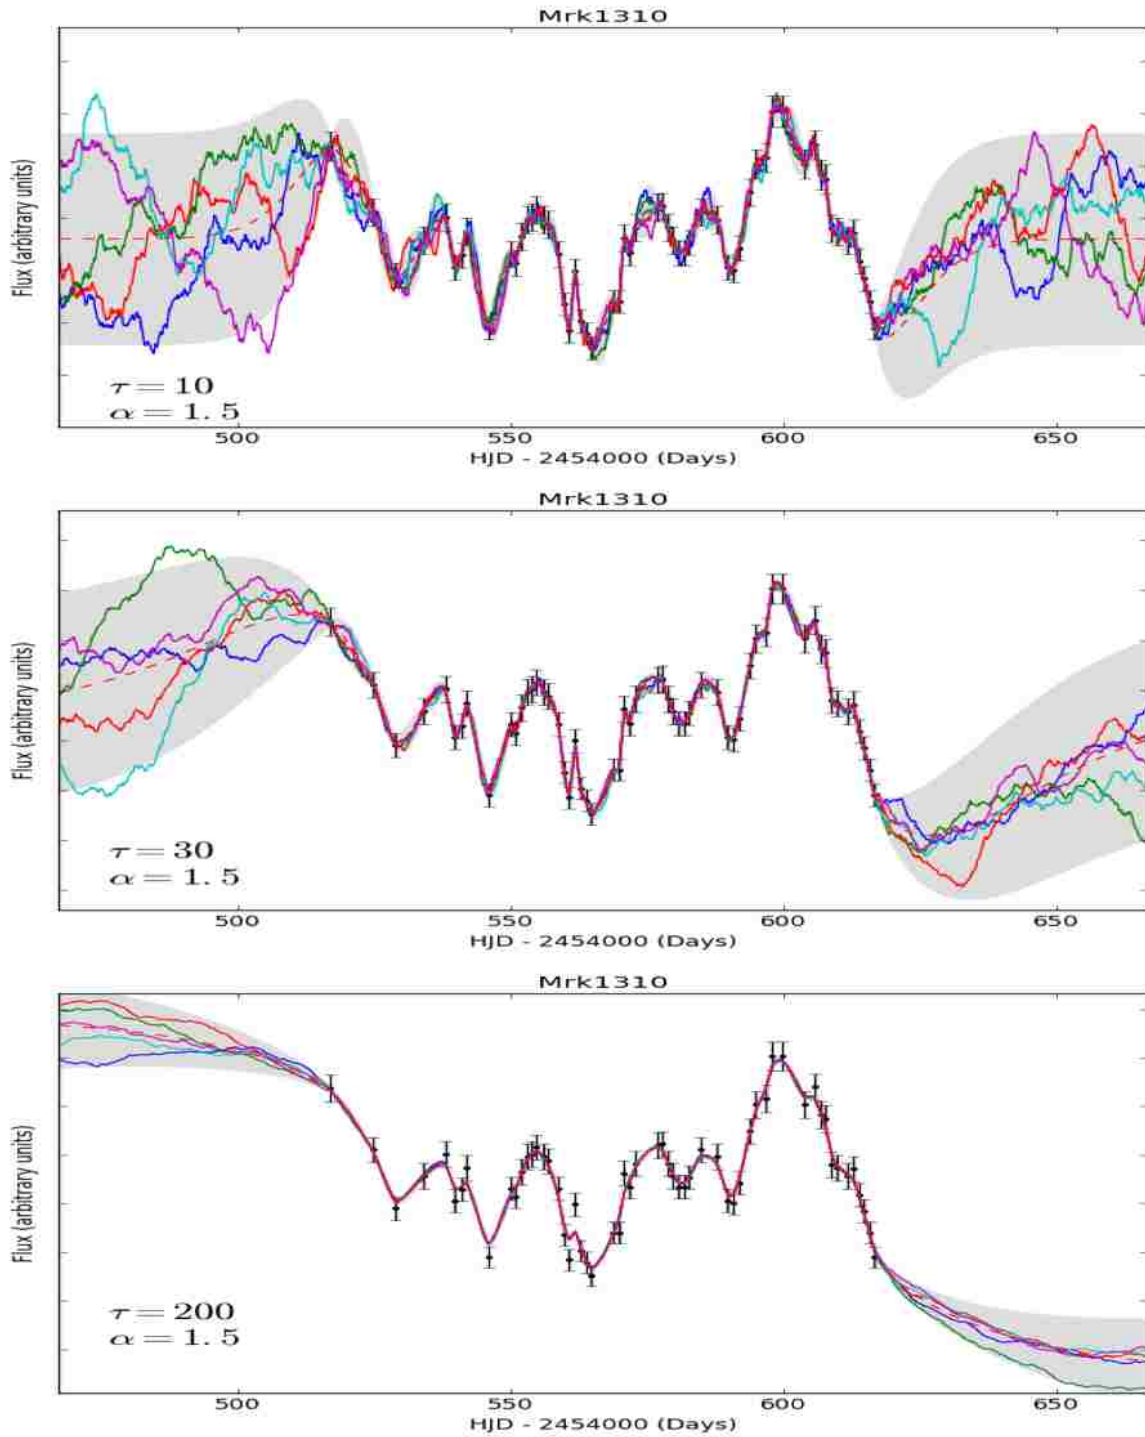 Mrk1310
Flux (arbitrary units)
τ = 10
α = 1.5
500 550 600 650
HJD - 2454000 (Days)
Mrk1310
Flux (arbitrary units)
τ = 30
α = 1.5
500 550 600 650
HJD - 2454000 (Days)
Mrk1310
Flux (arbitrary units)
τ = 200
α = 1.5
500 550 600 650
HJD - 2454000 (Days)